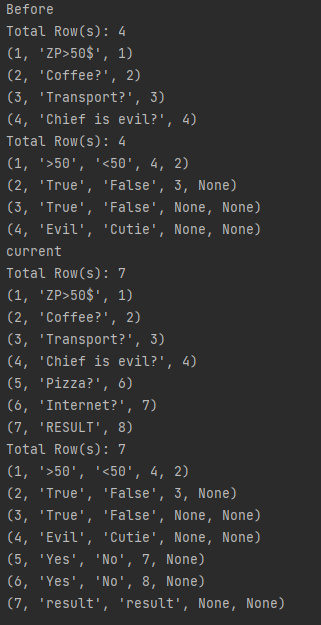 Before
Total Row(s): 4
(1, 'ZP>50$', 1)
(2, 'Coffee?', 2)
(3, 'Transport?', 3)
(4, 'Chief is evil?', 4)
Total Row(s): 4
(1, '>50', '<50', 4, 2)
(2, 'True', 'False', 3, None)
(3, 'True', 'False', None, None)
(4, 'Evil', 'Cutie', None, None)
current
Total Row(s): 7
(1, 'ZP>50$', 1)
(2, 'Coffee?', 2)
(3, 'Transport?', 3)
(4, 'Chief is evil?', 4)
(5, 'Pizza?', 6)
(6, 'Internet?', 7)
(7, 'RESULT', 8)
Total Row(s): 7
(1, '>50', '<50', 4, 2)
(2, 'True', 'False', 3, None)
(3, 'True', 'False', None, None)
(4, 'Evil', 'Cutie', None, None)
(5, 'Yes', 'No', 7, None)
(6, 'Yes', 'No', 8, None)
(7, 'result', 'result', None, None)